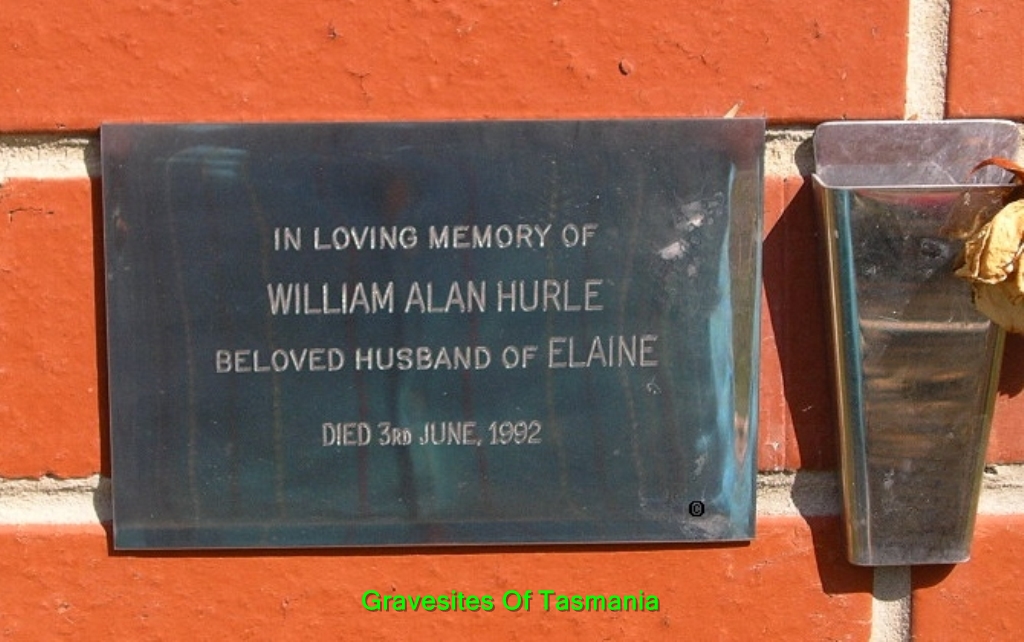 IN LOVING MEMORY OF
WILLIAM ALAN HURLE
BELOVED HUSBAND OF ELAINE
DIED 3RD JUNE, 1992
©
Gravesites Of Tasmania